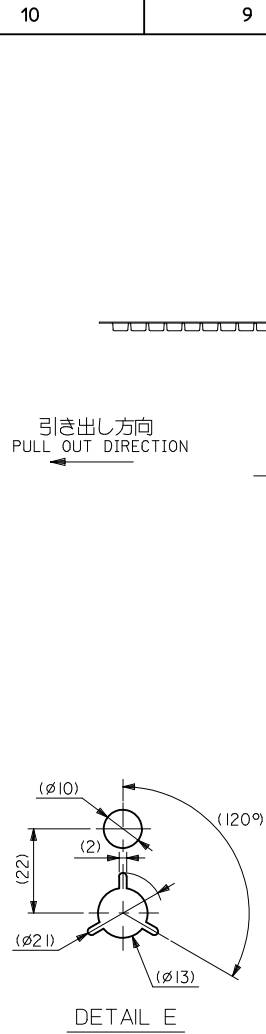 10 9
引き出し方向
PULL OUT DIRECTION
(ø10)
(120°)
(2)
(22)
(ø21)
(ø13)
DETAIL E